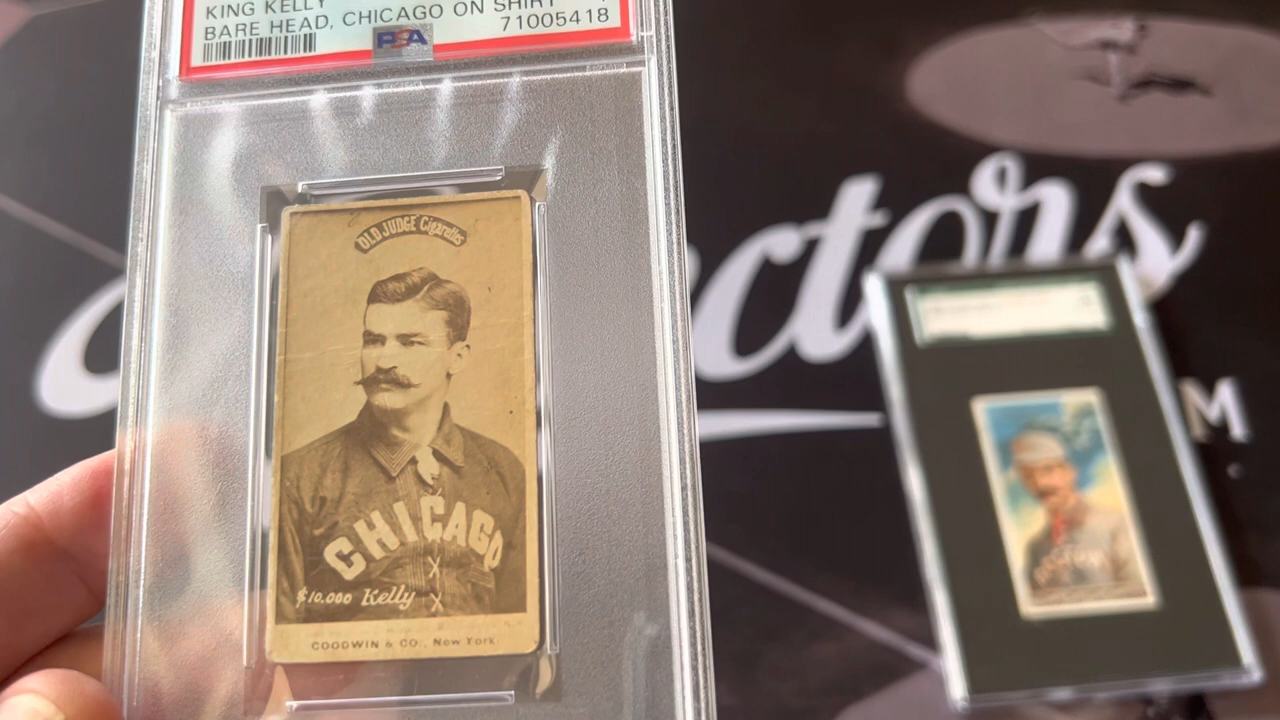 KING KELLY
BARE HEAD, CHICAGO ON SHIRT
71005418
PSA
OLD JUDGE Cigarettes
CHICAGO
$10.000 Kelly
GOODWIN & CO., New York.